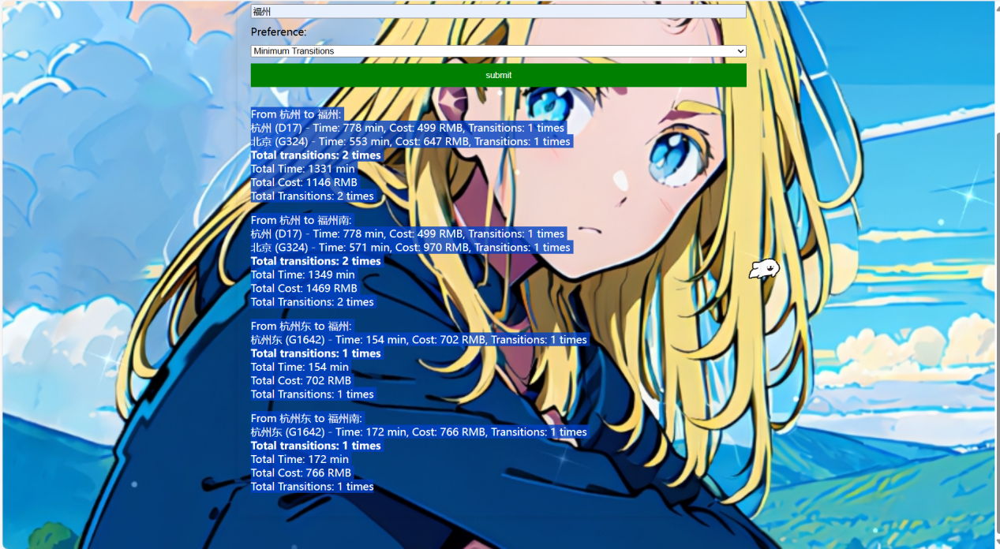 福州
Preference:
Minimum Transitions
submit
From 杭州 to 福州:
杭州 (D17) - Time: 778 min, Cost: 499 RMB, Transitions: 1 times
北京 (G324) - Time: 553 min, Cost: 647 RMB, Transitions: 1 times
Total transitions: 2 times
Total Time: 1331 min
Total Cost: 1146 RMB
Total Transitions: 2 times
From 杭州 to 福州南:
杭州 (D17) - Time: 778 min, Cost: 499 RMB, Transitions: 1 times
北京 (G324) - Time: 571 min, Cost: 970 RMB, Transitions: 1 times
Total transitions: 2 times
Total Time: 1349 min
Total Cost: 1469 RMB
Total Transitions: 2 times
From 杭州东 to 福州:
杭州东 (G1642) - Time: 154 min, Cost: 702 RMB, Transitions: 1 times
Total transitions: 1 times
Total Time: 154 min
Total Cost: 702 RMB
Total Transitions: 1 times
From 杭州东 to 福州南:
杭州东 (G1642) - Time: 172 min, Cost: 766 RMB, Transitions: 1 times
Total transitions: 1 times
Total Time: 172 min
Total Cost: 766 RMB
Total Transitions: 1 times